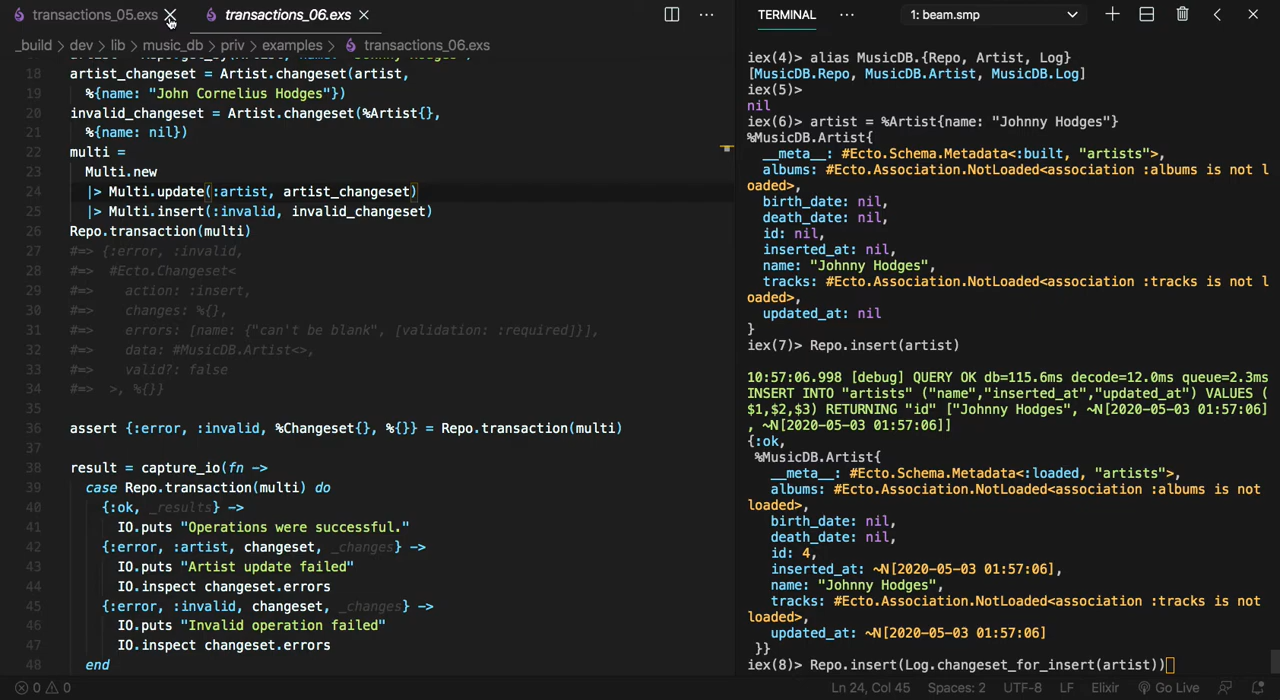 transactions_05.exs
transactions_06.exs
_build > dev > lib > music_db > priv > examples > transactions_06.exs
18 artist_changeset = Artist.changeset(artist,
19 %{name: "John Cornelius Hodges"})
20 invalid_changeset = Artist.changeset(%Artist{},
21 %{name: nil})
22 multi =
23 Multi.new
24 |> Multi.update(:artist, artist_changeset)
25 |> Multi.insert(:invalid, invalid_changeset)
26 Repo.transaction(multi)
27 #=> {:error, :invalid,
28 #=> #Ecto.Changeset<
29 #=> action: :insert,
30 #=> changes: %{},
31 #=> errors: [name: {"can't be blank", [validation: :required]}],
32 #=> data: #MusicDB.Artist<>,
33 #=> valid?: false
34 #=> >, %{}}
35
36 assert {:error, :invalid, %Changeset{}, %{}} = Repo.transaction(multi)
37
38 result = capture_io(fn ->
39 case Repo.transaction(multi) do
40 {:ok, _results} ->
41 IO.puts "Operations were successful."
42 {:error, :artist, changeset, _changes} ->
43 IO.puts "Artist update failed"
44 IO.inspect changeset.errors
45 {:error, :invalid, changeset, _changes} ->
46 IO.puts "Invalid operation failed"
47 IO.inspect changeset.errors
48 end
TERMINAL ... 1: beam.smp
iex(4)> alias MusicDB.{Repo, Artist, Log}
[MusicDB.Repo, MusicDB.Artist, MusicDB.Log]
iex(5)>
nil
iex(6)> artist = %Artist{name: "Johnny Hodges"}
%MusicDB.Artist{
__meta__: #Ecto.Schema.Metadata<:built, "artists">,
albums: #Ecto.Association.NotLoaded<association :albums is not l
oaded>,
birth_date: nil,
death_date: nil,
id: nil,
inserted_at: nil,
name: "Johnny Hodges",
tracks: #Ecto.Association.NotLoaded<association :tracks is not l
oaded>,
updated_at: nil
}
iex(7)> Repo.insert(artist)
10:57:06.998 [debug] QUERY OK db=115.6ms decode=12.0ms queue=2.3ms
INSERT INTO "artists" ("name","inserted_at","updated_at") VALUES (
$1,$2,$3) RETURNING "id" ["Johnny Hodges", ~N[2020-05-03 01:57:06]
, ~N[2020-05-03 01:57:06]]
{:ok,
%MusicDB.Artist{
__meta__: #Ecto.Schema.Metadata<:loaded, "artists">,
albums: #Ecto.Association.NotLoaded<association :albums is not
loaded>,
birth_date: nil,
death_date: nil,
id: 4,
inserted_at: ~N[2020-05-03 01:57:06],
name: "Johnny Hodges",
tracks: #Ecto.Association.NotLoaded<association :tracks is not
loaded>,
updated_at: ~N[2020-05-03 01:57:06]
}}
iex(8)> Repo.insert(Log.changeset_for_insert(artist))
0 0 Ln 24, Col 45 Spaces: 2 UTF-8 LF Elixir Go Live